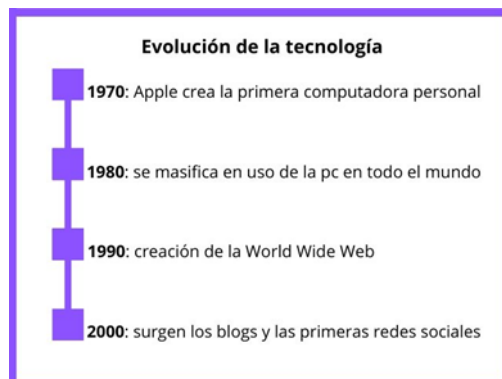 Evolución de la tecnología
1970: Apple crea la primera computadora personal
1980: se masifica en uso de la pc en todo el mundo
1990: creación de la World Wide Web
2000: surgen los blogs y las primeras redes sociales